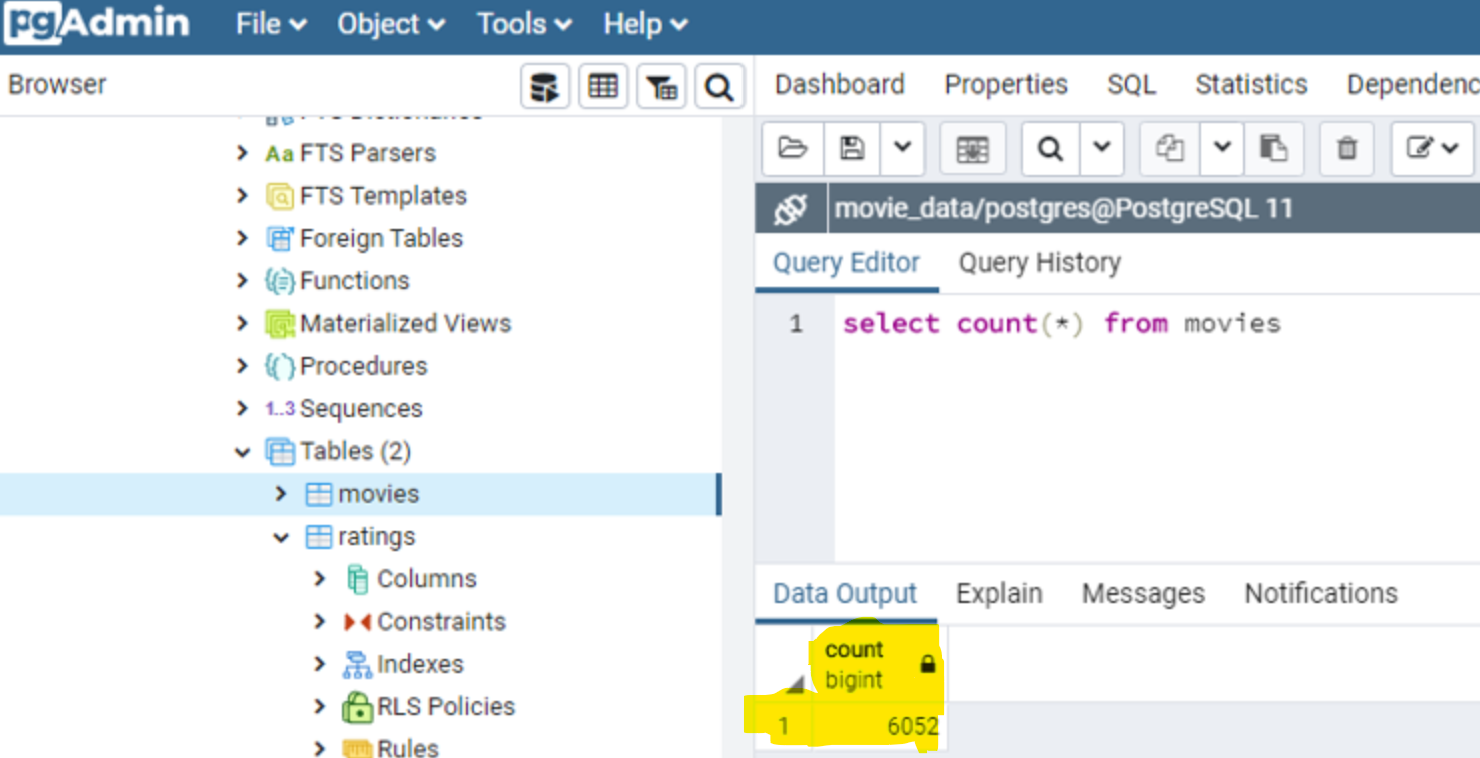 pgAdmin File Object Tools Help
Browser
Dashboard Properties SQL Statistics
Aa FTS Parsers
FTS Templates
Foreign Tables
Functions
Materialized Views
Procedures
1..3 Sequences
Tables (2)
movies
ratings
Columns
Constraints
Indexes
RLS Policies
Rules
movie_data/postgres@PostgreSQL 11
Query Editor Query History
1 select count(*) from movies
Data Output Explain Messages Notifications
count
bigint
1 6052